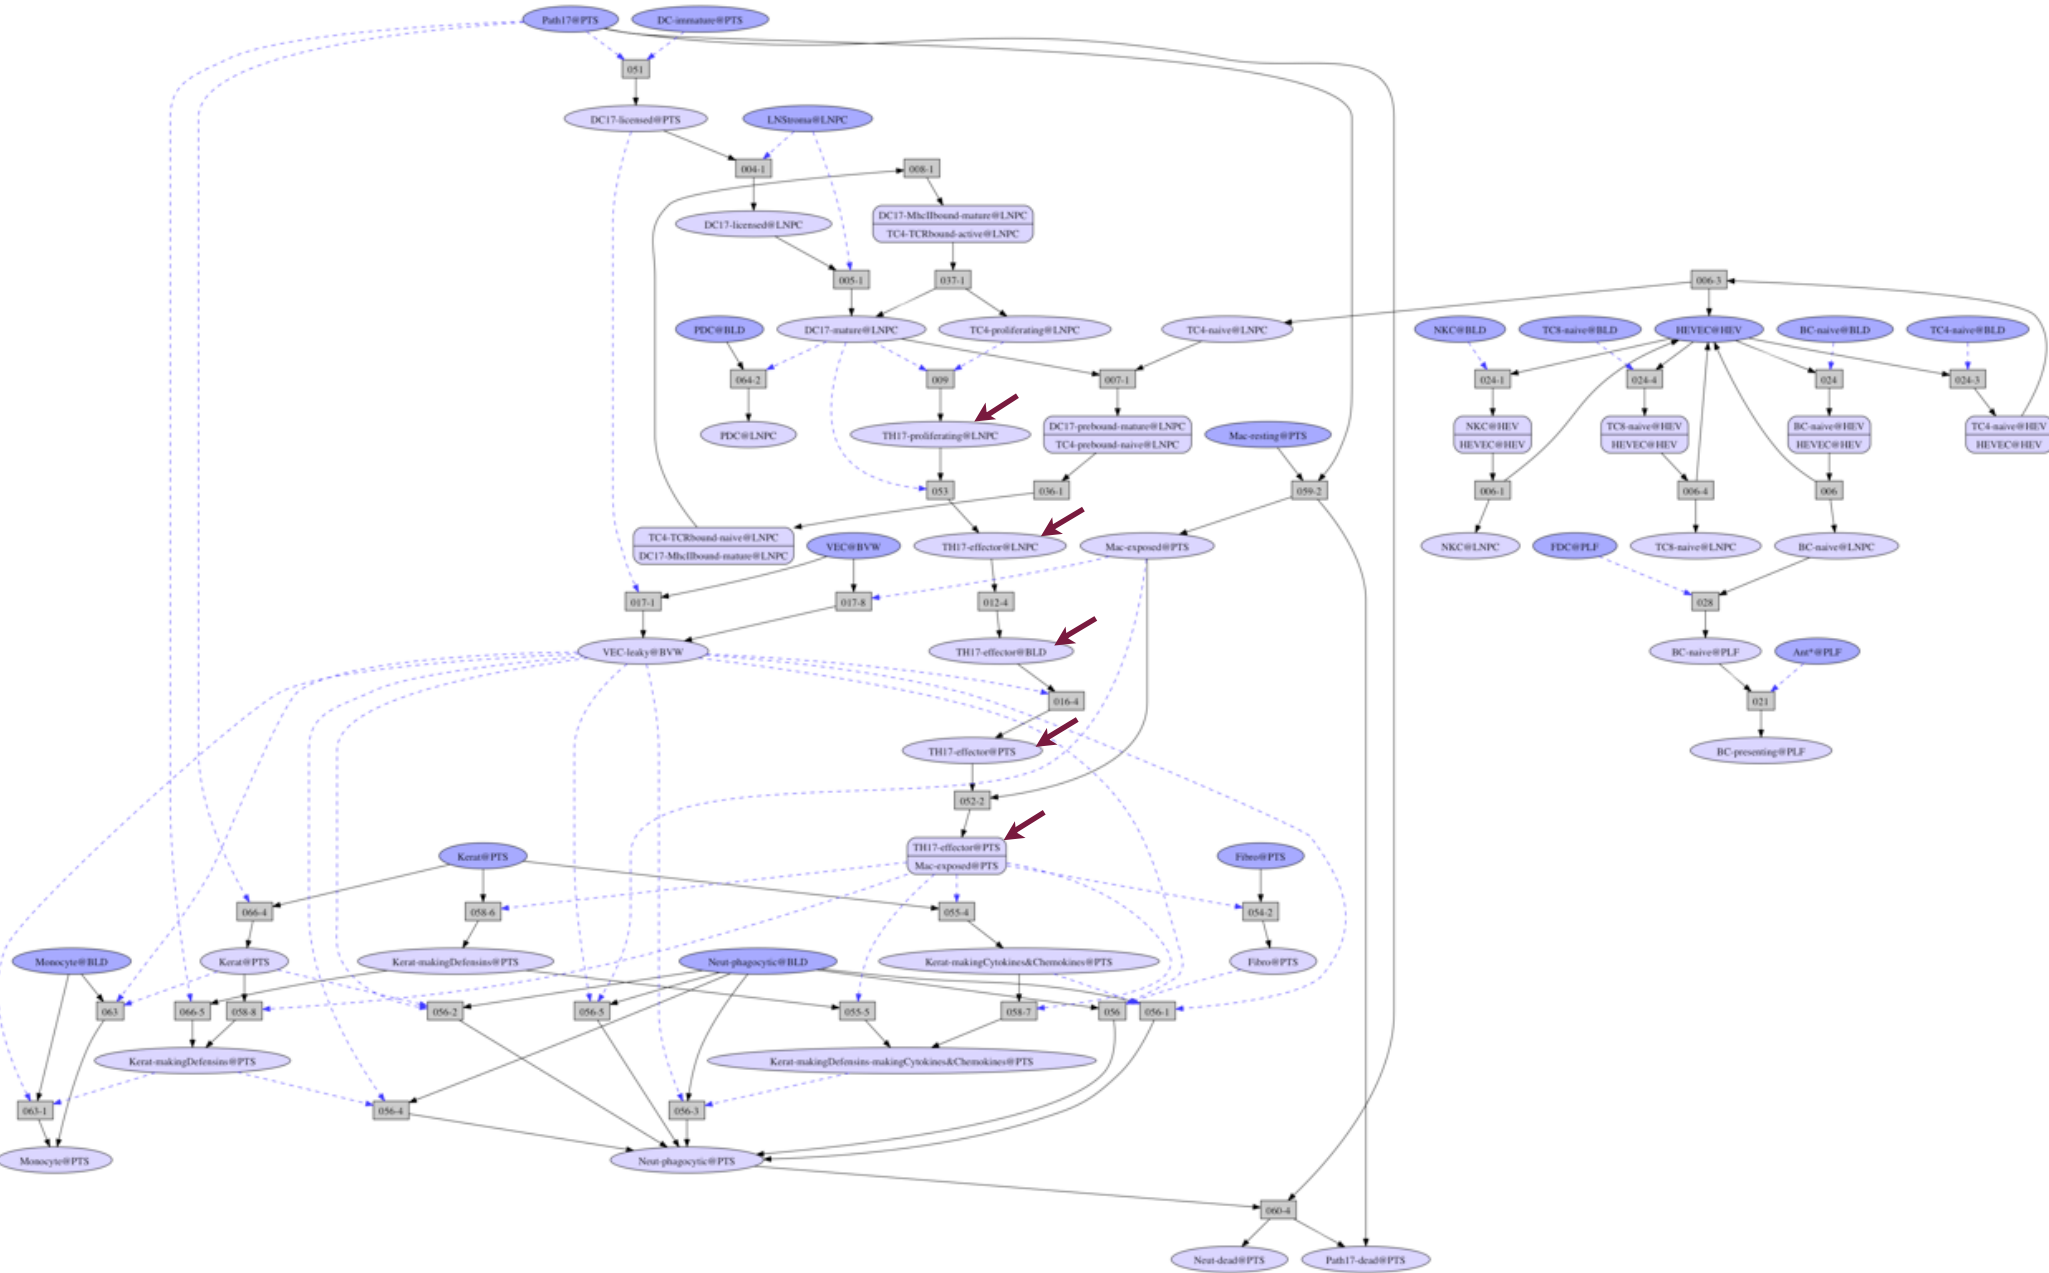 Path17@PTS
DC-immature@PTS
051
DC17-licensed@PTS
LNStroma@LNPC
004-1
008-1
DC17-licensed@LNPC
DC17-MhcIIbound-mature@LNPC
TC4-TCRbound-active@LNPC
005-1
037-1
006-3
PDC@BLD
DC17-mature@LNPC
TC4-proliferating@LNPC
TC4-naive@LNPC
NKC@BLD
TC8-naive@BLD
HEVEC@HEV
BC-naive@BLD
TC4-naive@BLD
064-2
009
007-1
024-1
024-4
024
024-3
PDC@LNPC
TH17-proliferating@LNPC
DC17-prebound-mature@LNPC
TC4-prebound-naive@LNPC
Mac-resting@PTS
NKC@HEV
HEVEC@HEV
TC8-naive@HEV
HEVEC@HEV
BC-naive@HEV
HEVEC@HEV
TC4-naive@HEV
HEVEC@HEV
053
036-1
059-2
006-1
006-4
006
TC4-TCRbound-naive@LNPC
DC17-MhcIIbound-mature@LNPC
VEC@BVW
TH17-effector@LNPC
Mac-exposed@PTS
NKC@LNPC
FDC@PLF
TC8-naive@LNPC
BC-naive@LNPC
017-1
017-8
012-4
028
VEC-leaky@BVW
TH17-effector@BLD
BC-naive@PLF
Ant*@PLF
016-4
021
TH17-effector@PTS
BC-presenting@PLF
052-2
Kerat@PTS
TH17-effector@PTS
Mac-exposed@PTS
Fibro@PTS
066-4
058-6
055-4
054-2
Monocyte@BLD
Kerat@PTS
Kerat-makingDefensins@PTS
Neut-phagocytic@BLD
Kerat-makingCytokines&Chemokines@PTS
Fibro@PTS
063
066-5
058-8
056-2
056-5
055-5
058-7
056
056-1
Kerat-makingDefensins@PTS
Kerat-makingDefensins-makingCytokines&Chemokines@PTS
063-1
056-4
056-3
Monocyte@PTS
Neut-phagocytic@PTS
060-4
Neut-dead@PTS
Path17-dead@PTS